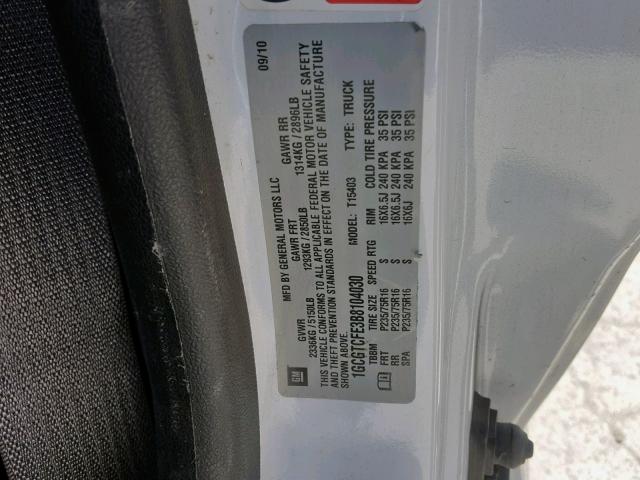 MFD BY GENERAL MOTORS LLC 09/10
GVWR GAWR FRT GAWR RR
2336KG/5150LB 1293KG/2850LB 1314KG/2896LB
THIS VEHICLE CONFORMS TO ALL APPLICABLE FEDERAL MOTOR VEHICLE SAFETY
AND THEFT PREVENTION STANDARDS IN EFFECT ON THE DATE OF MANUFACTURE
SHOWN ABOVE.
GM
1GCGTCFE3B8104030 MODEL: T15403 TYPE: TRUCK
TBBM TIRE SIZE SPEED RTG RIM COLD TIRE PRESSURE
FRT P235/75R16 S 16X6.5J 240 KPA 35 PSI
RR P235/75R16 S 16X6.5J 240 KPA 35 PSI
SPA P235/75R16 S 16X6J 240 KPA 35 PSI